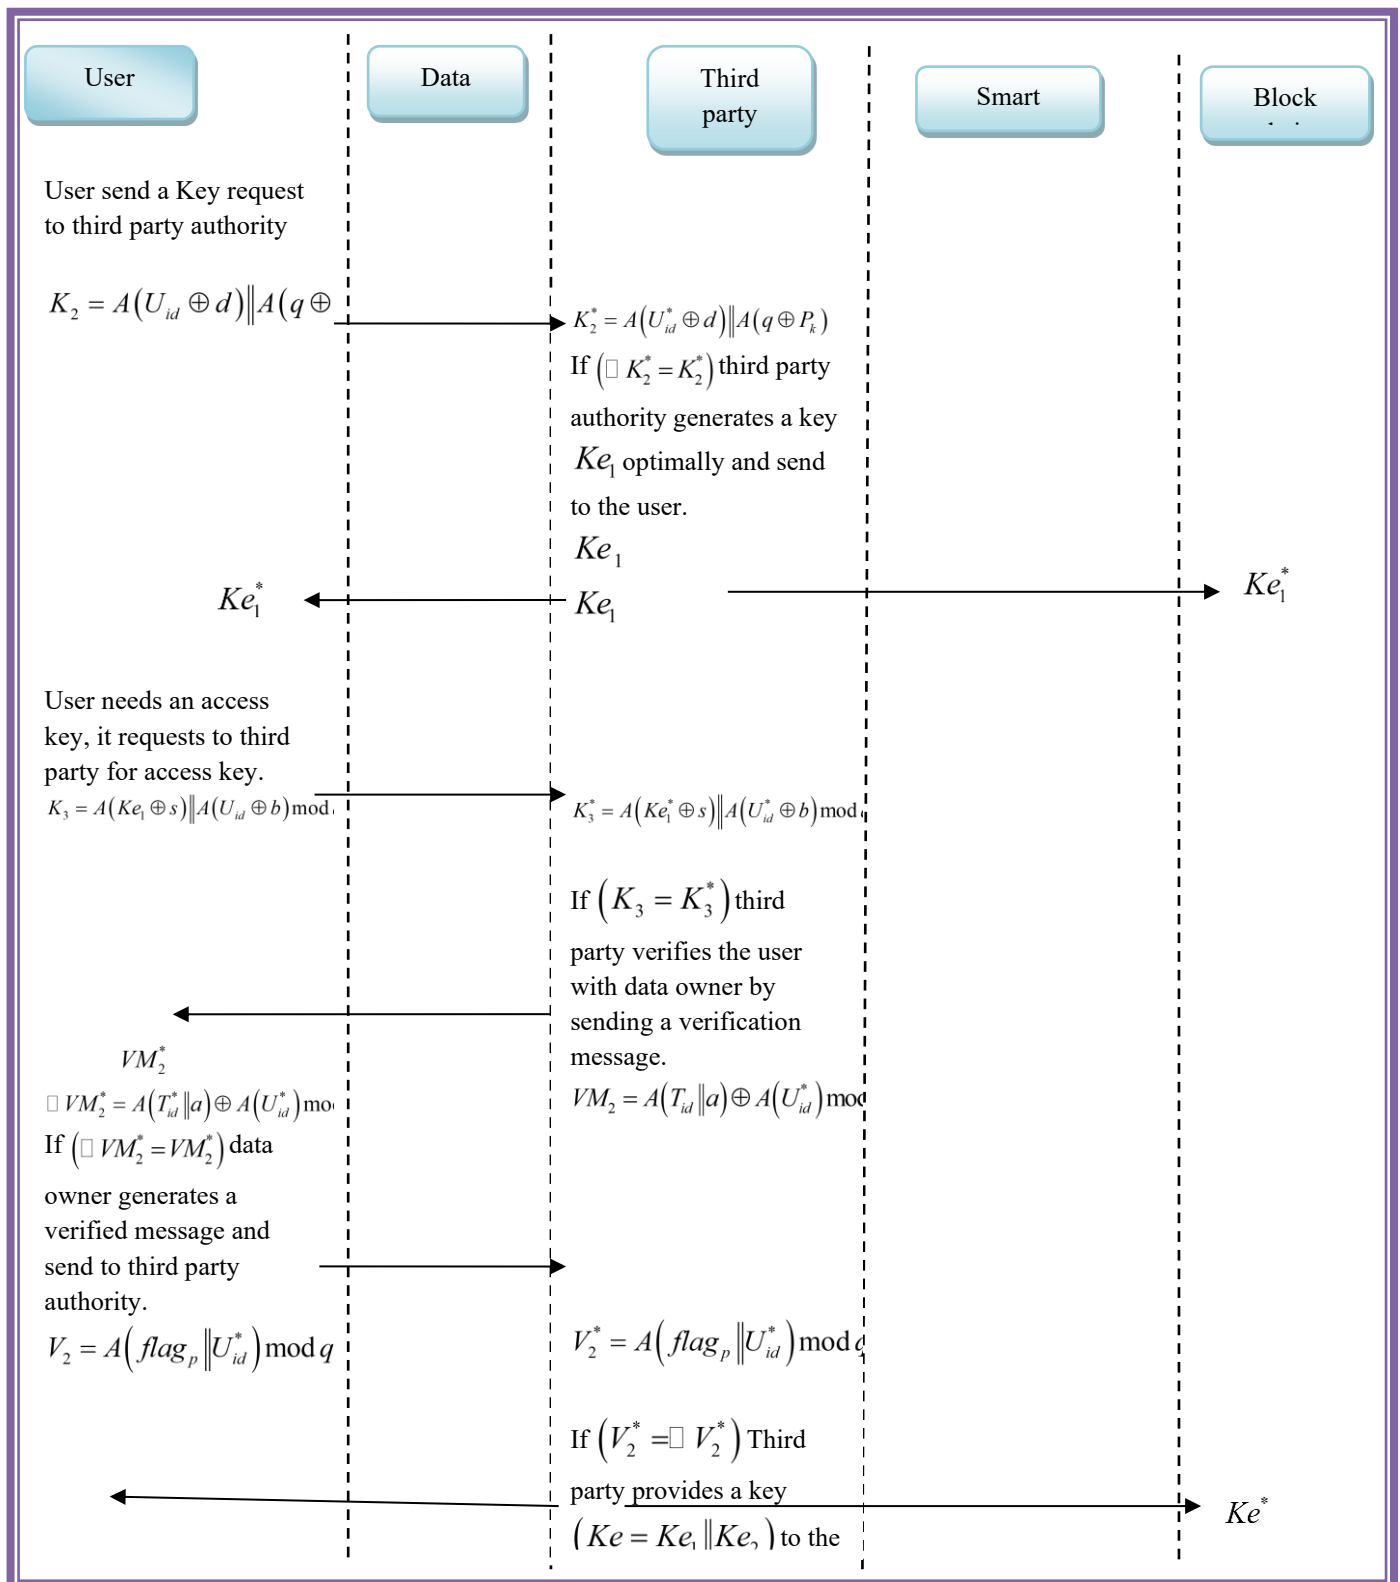 User
Data
Third
party
Smart
Block
User send a Key request
to third party authority
K₂ = A(U_id ⊕ d)‖A(q ⊕
K₂* = A(U_id* ⊕ d)‖A(q ⊕ P_k)
If (□ K₂* = K₂*) third party
authority generates a key
Ke₁ optimally and send
to the user.
Ke₁
Ke₁*
Ke₁
Ke₁*
User needs an access
key, it requests to third
party for access key.
K₃ = A(Ke₁ ⊕ s)‖A(U_id ⊕ b) mod
K₃* = A(Ke₁* ⊕ s)‖A(U_id* ⊕ b) mod
If (K₃ = K₃*) third
party verifies the user
with data owner by
sending a verification
message.
VM₂ = A(T_id‖a) ⊕ A(U_id*) mod
VM₂*
□ VM₂* = A(T_id*‖a) ⊕ A(U_id*) mo
If (□ VM₂* = VM₂*) data
owner generates a
verified message and
send to third party
authority.
V₂ = A(flag_p‖U_id*) mod q
V₂* = A(flag_p‖U_id*) mod q
If (V₂* =□ V₂*) Third
party provides a key
(Ke = Ke₁‖Ke₂) to the
Ke*